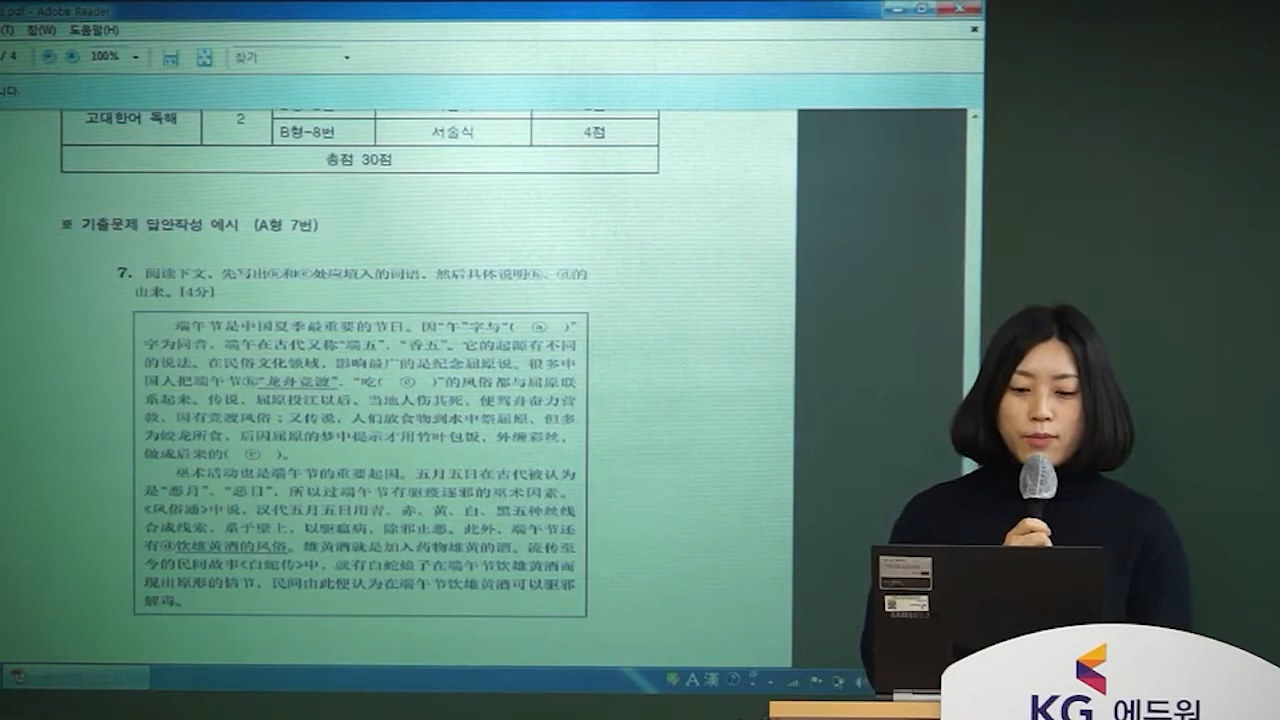 .pdf - Adobe Reader
(T) 창(W) 도움말(H)
/ 4 100% 찾기
니다.
고대한어 독해 2
B형-8번 서술식 4점
총점 30점
※ 기출문제 답안작성 예시 (A형 7번)
7. 阅读下文，先写出ⓐ和ⓒ处应填入的词语，然后具体说明ⓑ、ⓓ的
由来。[4分]
端午节是中国夏季最重要的节日。因“午”字与“( ⓐ )”
字为同音，端午在古代又称“端五”、“香五”。它的起源有不同
的说法。在民俗文化领域，影响最广的是纪念屈原说。很多中
国人把端午节ⓑ“龙舟竞渡”、“吃( ⓒ )”的风俗都与屈原联
系起来。传说，屈原投江以后，当地人伤其死，便驾舟奋力营
救，因有竞渡风俗；又传说，人们放食物到水中祭屈原，但多
为蛟龙所食，后因屈原的梦中提示才用竹叶包饭，外缠彩丝，
做成后来的( ⓒ )。
巫术活动也是端午节的重要起因。五月五日在古代被认为
是“恶月”、“恶日”，所以过端午节有驱疫逐邪的巫术因素。
《风俗通》中说，汉代五月五日用青、赤、黄、白、黑五种丝线
合成线索，系于壁上，以驱瘟病，除邪止恶。此外，端午节还
有ⓓ饮雄黄酒的风俗。雄黄酒就是加入药物雄黄的酒。流传至
今的民间故事《白蛇传》中，就有白蛇娘子在端午节饮雄黄酒而
现出原形的情节，民间由此便认为在端午节饮雄黄酒可以驱邪
解毒。
A 漢
KG 에듀원